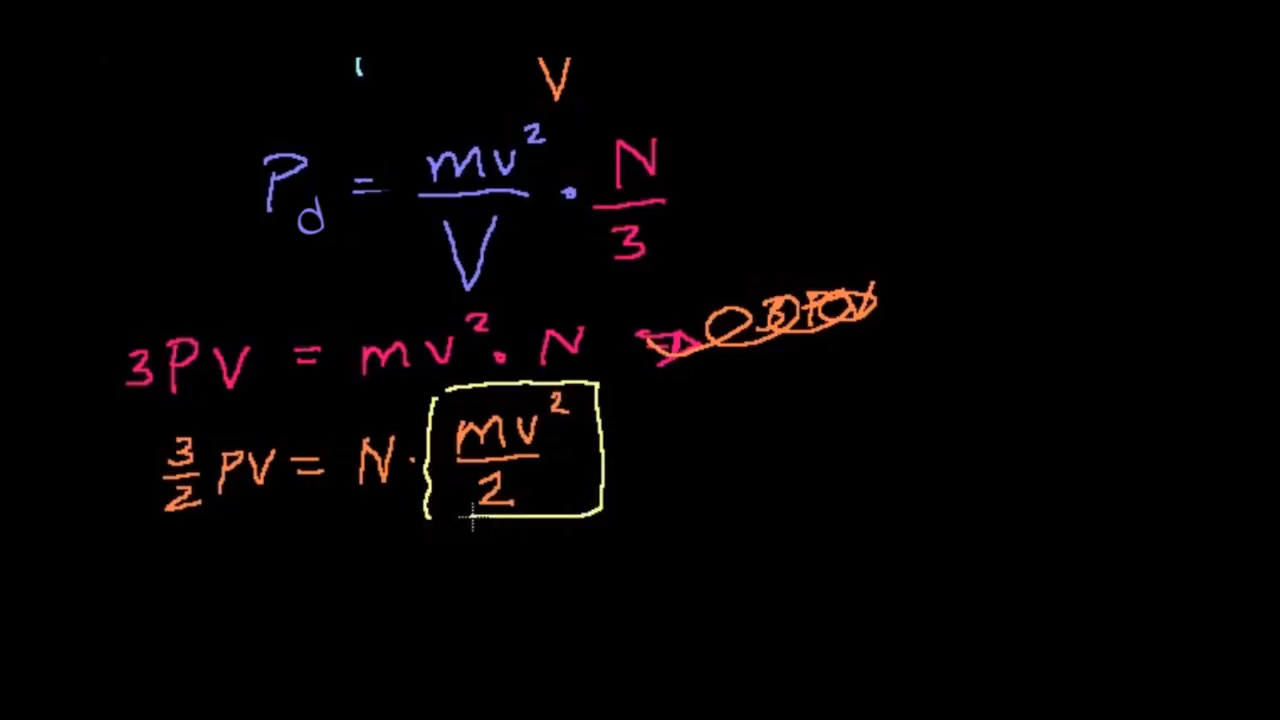 V
P_d = mv²/V · N/3
3PV = mv² · N
3/2 PV = N · mv²/2